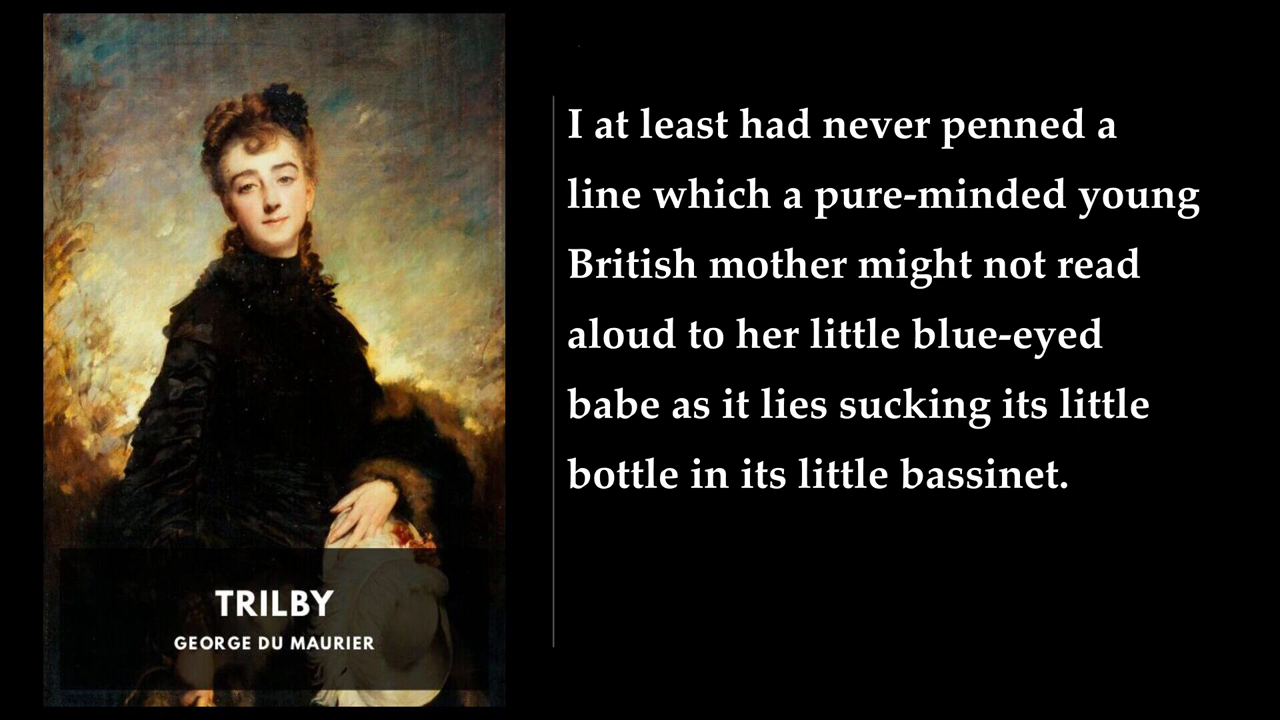 TRILBY
GEORGE DU MAURIER
I at least had never penned a
line which a pure-minded young
British mother might not read
aloud to her little blue-eyed
babe as it lies sucking its little
bottle in its little bassinet.